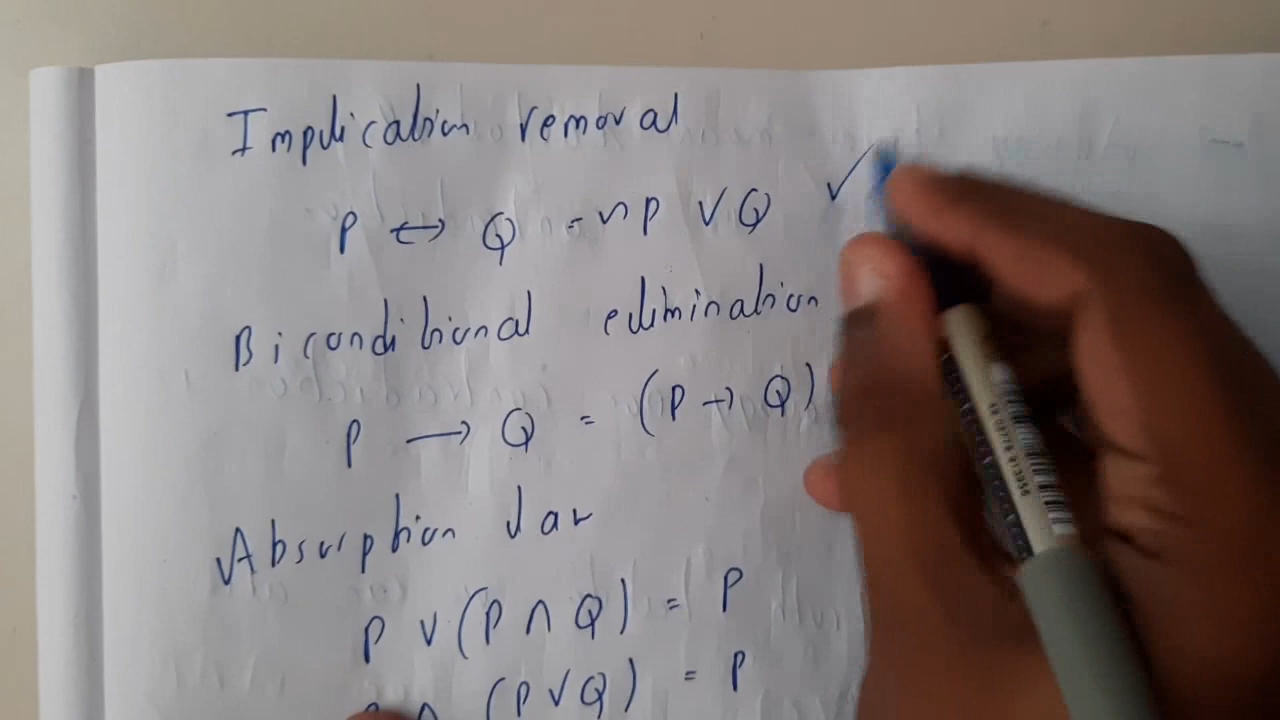 Implication removal
P ↔ Q = ~P ∨ Q ✓
Biconditional elimination
P → Q = (P → Q)
Absorption law
P ∨ (P ∧ Q) = P
P ∧ (P ∨ Q) = P